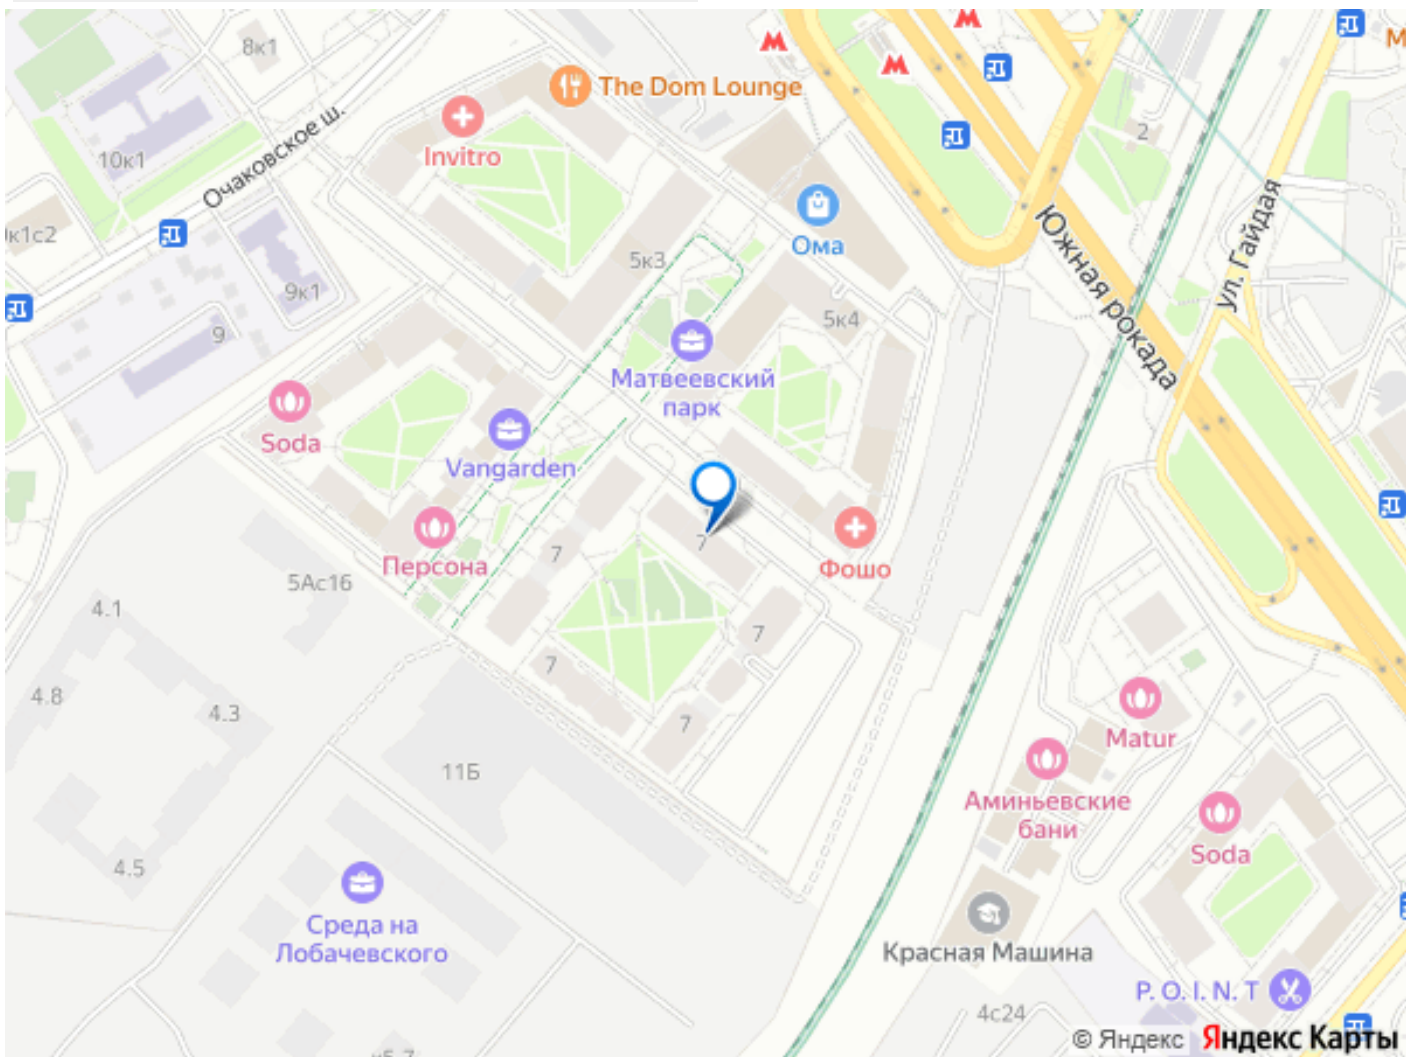 8к1
The Dom Lounge
Invitro
Очаковское ш.
10к1
2
Ома
Южная рокада
ул. Гайдая
5к3
9к1
9
5к4
Матвеевский
парк
Soda
Vangarden
Персона
5Ас16
7
7
Фошо
4.1
7
7
7
4.8
4.3
11Б
Matur
Аминьевские
бани
Soda
4.5
Среда на
Лобачевского
Красная Машина
P. O. I. N. T
4с24
© Яндекс Яндекс Карты